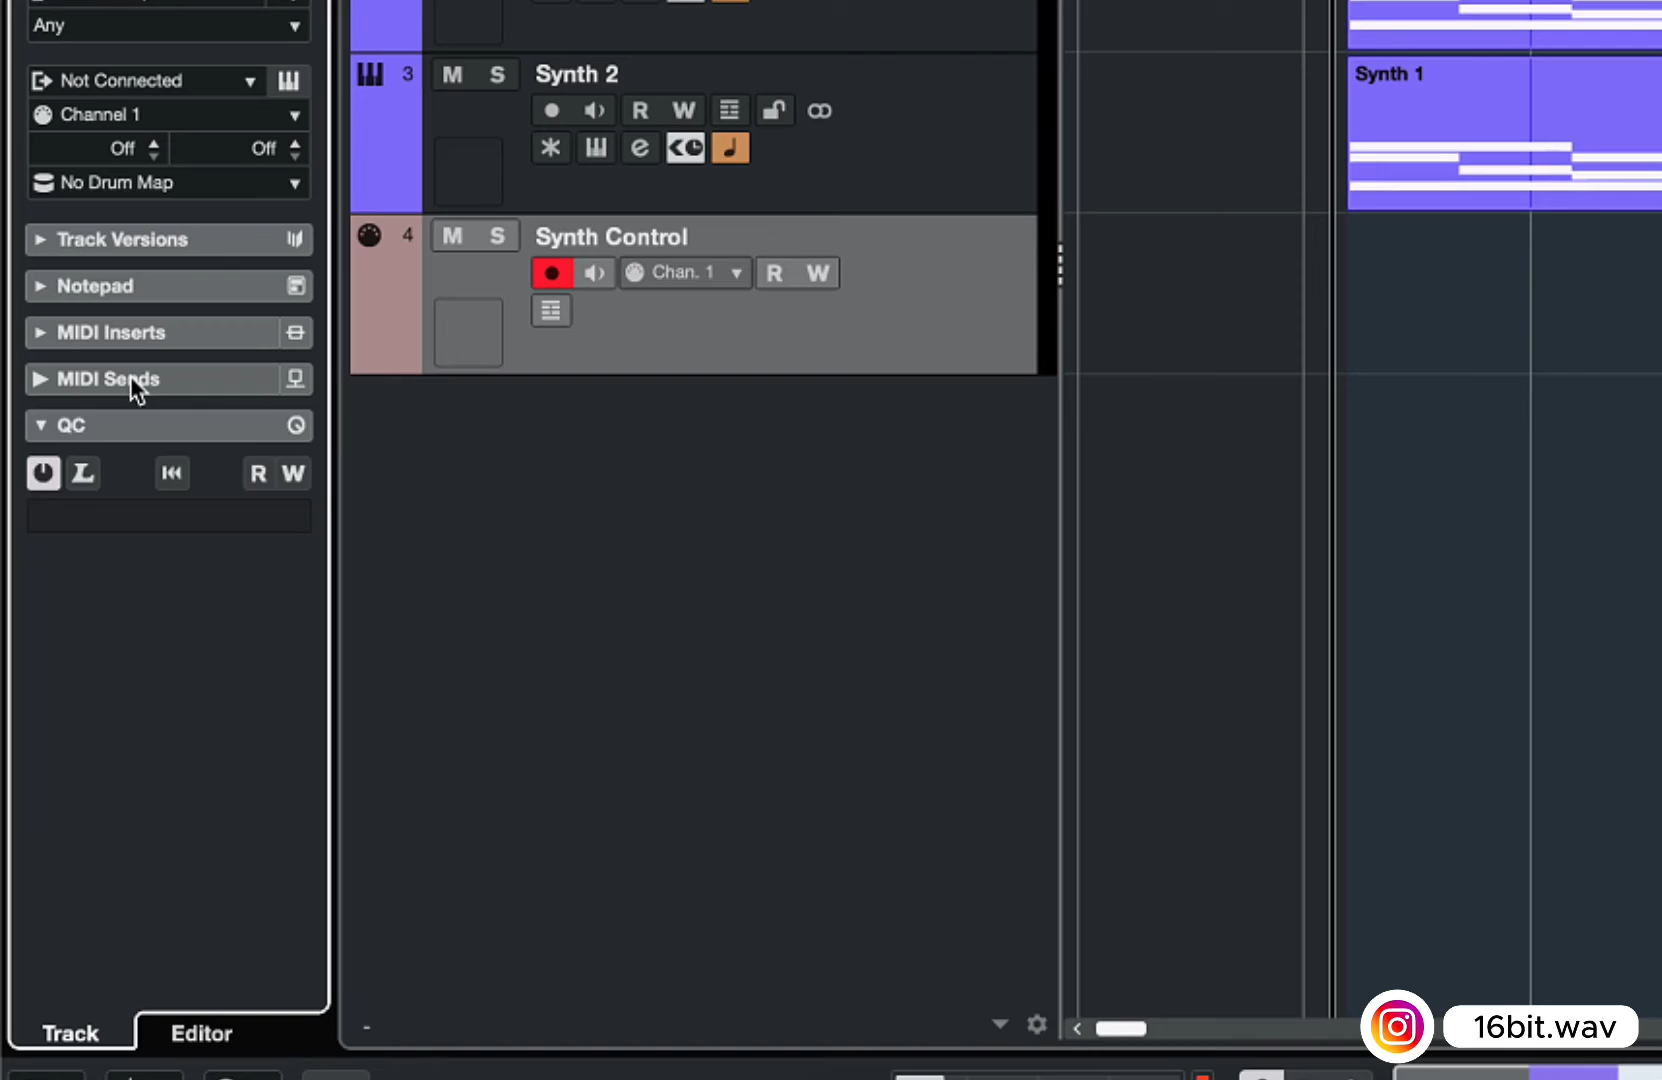 Any
Not Connected
Channel 1
Off Off
No Drum Map
Track Versions
Notepad
MIDI Inserts
MIDI Sends
QC
L R W
Track Editor
3 M S Synth 2
R W
e
4 M S Synth Control
Chan. 1 R W
-
Synth 1
16bit.wav